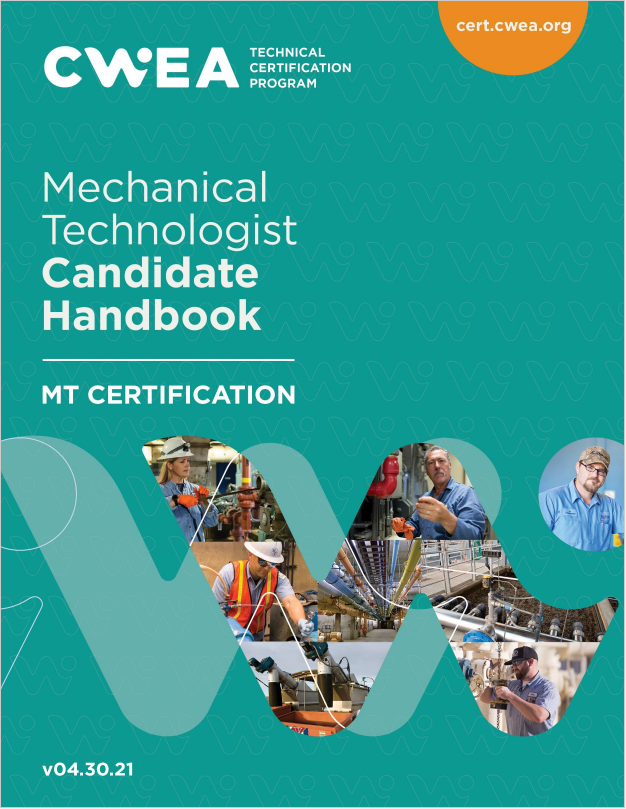 cert.cwea.org
CWEA
TECHNICAL
CERTIFICATION
PROGRAM
Mechanical
Technologist
Candidate
Handbook
MT CERTIFICATION
v04.30.21